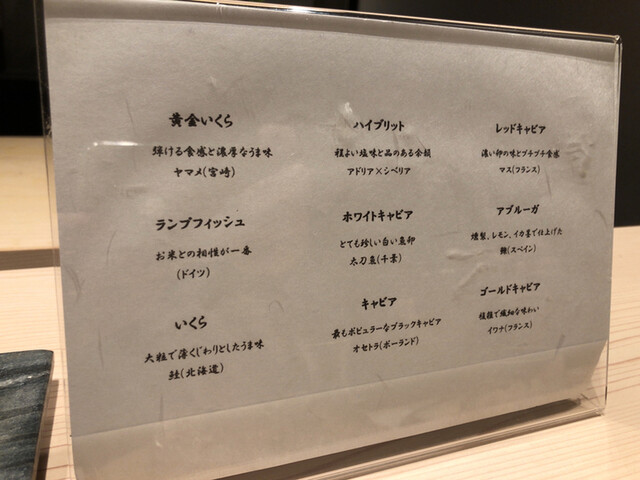 黄金いくら
弾ける食感と濃厚なうま味
ヤマメ(宮崎)
ハイブリット
程よい塩味と品のある余韻
アドリア×シベリア
レッドキャビア
濃い卵の味とプチプチ食感
マス(フランス)
ランプフィッシュ
お米との相性が一番
(ドイツ)
ホワイトキャビア
とても珍しい白い魚卵
太刀魚(千葉)
アブルーガ
燻製、レモン、イカ墨で仕上げた
鰊(スペイン)
いくら
大粒で薄くじわりとしたうま味
鮭(北海道)
キャビア
最もポピュラーなブラックキャビア
オセトラ(ポーランド)
ゴールドキャビア
で繊細な味わい
イワナ(フランス)